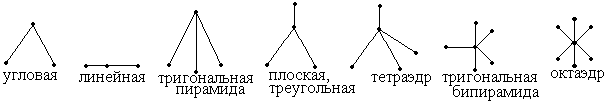 угловая
линейная
тригональная
пирамида
плоская,
треугольная
тетраэдр
тригональная
бипирамида
октаэдр